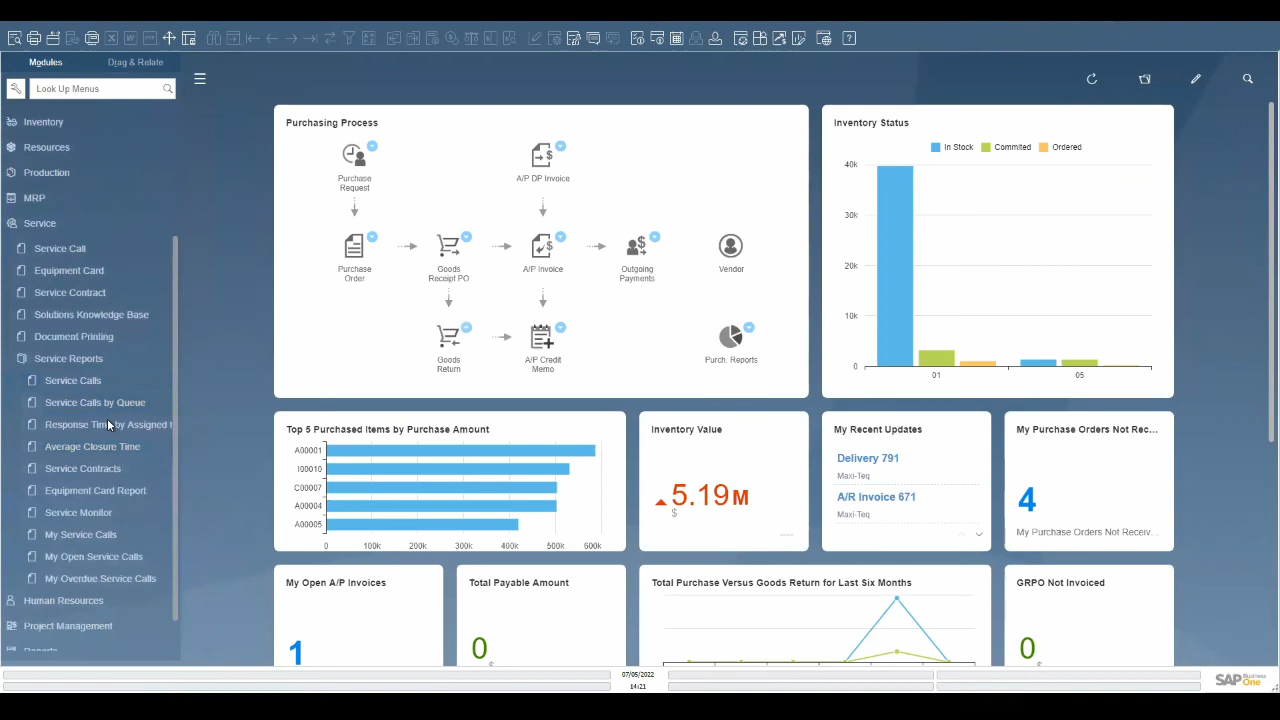 Modules
Drag & Relate
Look Up Menus
Inventory
Resources
Production
MRP
Service
Service Call
Equipment Card
Service Contract
Solutions Knowledge Base
Document Printing
Service Reports
Service Calls
Service Calls by Queue
Response Time by Assigned
Average Closure Time
Service Contracts
Equipment Card Report
Service Monitor
My Service Calls
My Open Service Calls
My Overdue Service Calls
Human Resources
Project Management
Purchasing Process
Purchase
Request
A/P DP Invoice
Purchase
Order
Goods
Receipt PO
A/P Invoice
Outgoing
Payments
Vendor
Goods
Return
A/P Credit
Memo
Purch. Reports
Inventory Status
In Stock
Commited
Ordered
40k
30k
20k
10k
0
01
05
Top 5 Purchased Items by Purchase Amount
A00001
I00010
C00007
A00004
A00005
0
100k
200k
300k
400k
500k
600k
Inventory Value
5.19M
$
My Recent Updates
Delivery 791
Maxi-Teq
A/R Invoice 671
Maxi-Teq
My Purchase Orders Not Rec...
4
My Purchase Orders Not Receiv...
My Open A/P Invoices
1
Total Payable Amount
0
Total Purchase Versus Goods Return for Last Six Months
GRPO Not Invoiced
0
07/05/2022
14:21
SAP Business One